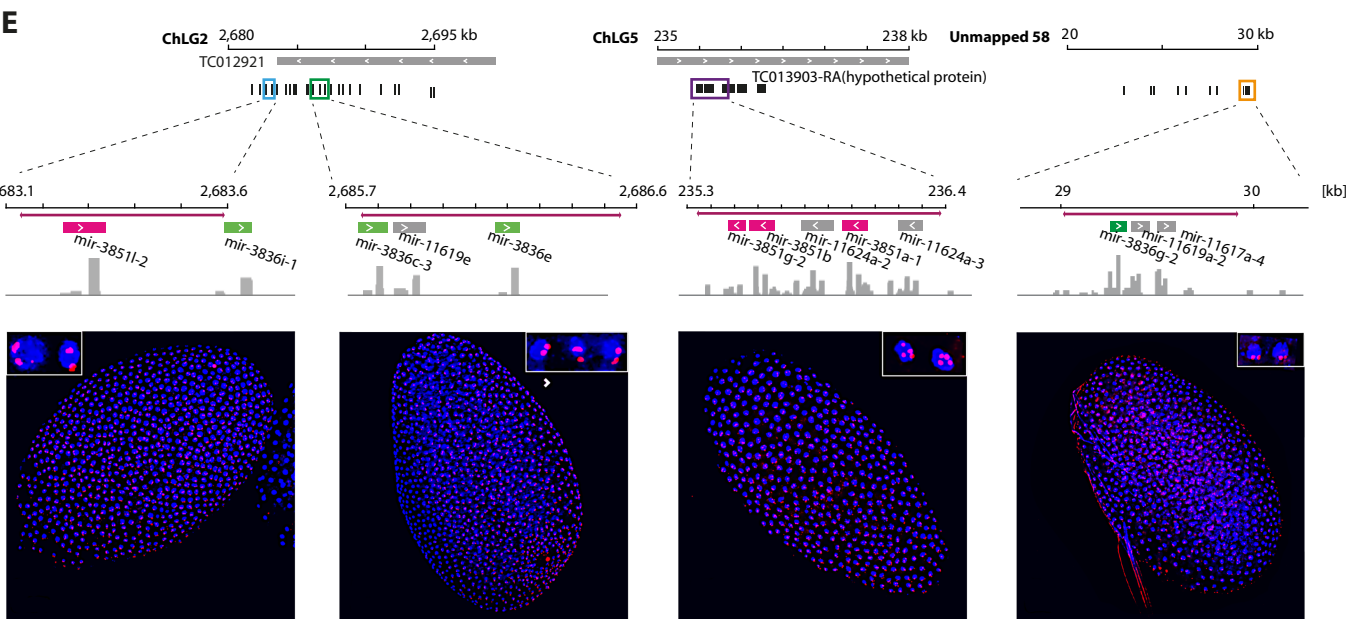 E
ChLG2 2,680 2,695 kb
TC012921
ChLG5 235 238 kb
TC013903-RA(hypothetical protein)
Unmapped 58 20 30 kb
683.1 2,683.6
mir-3851l-2 mir-3836i-1
2,685.7 2,686.6
mir-3836c-3 mir-11619e mir-3836e
235.3 236.4
mir-3851g-2 mir-3851b mir-11624a-2 mir-3851a-1 mir-11624a-3
29 30 [kb]
mir-3836g-2 mir-11619a-2 mir-11617a-4